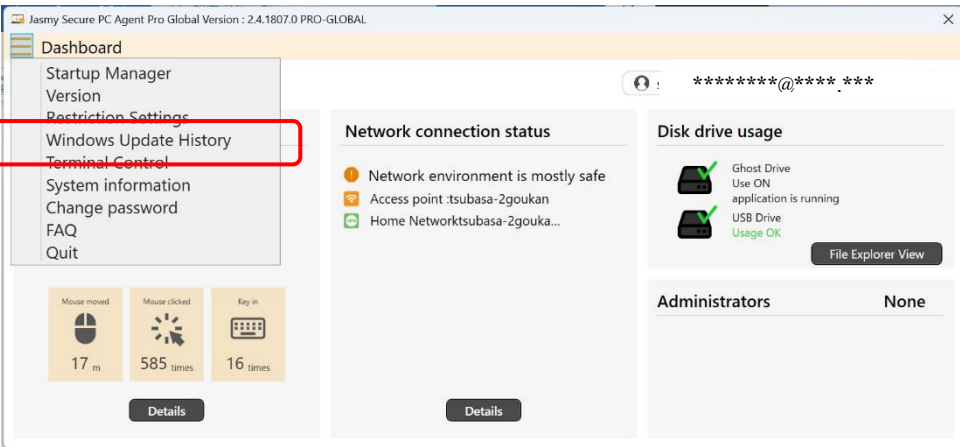 Jasmy Secure PC Agent Pro Global Version : 2.4.1807.0 PRO-GLOBAL
Dashboard
Startup Manager
Version
Restriction Settings
Windows Update History
Terminal Control
System information
Change password
FAQ
Quit
********@****.***
Mouse moved
17 m
Mouse clicked
585 times
Key in
16 times
Details
Network connection status
Network environment is mostly safe
Access point :tsubasa-2goukan
Home Networktsubasa-2gouka...
Details
Disk drive usage
Ghost Drive
Use ON
application is running
USB Drive
Usage OK
File Explorer View
Administrators None